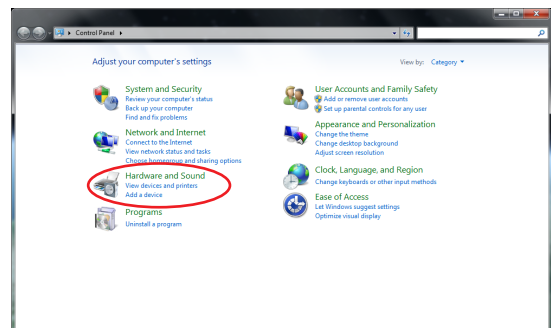 Control Panel
Adjust your computer's settings
View by: Category
System and Security
Review your computer's status
Back up your computer
Find and fix problems
Network and Internet
Connect to the Internet
View network status and tasks
Choose homegroup and sharing options
Hardware and Sound
View devices and printers
Add a device
Programs
Uninstall a program
User Accounts and Family Safety
Add or remove user accounts
Set up parental controls for any user
Appearance and Personalization
Change the theme
Change desktop background
Adjust screen resolution
Clock, Language, and Region
Change keyboards or other input methods
Ease of Access
Let Windows suggest settings
Optimize visual display